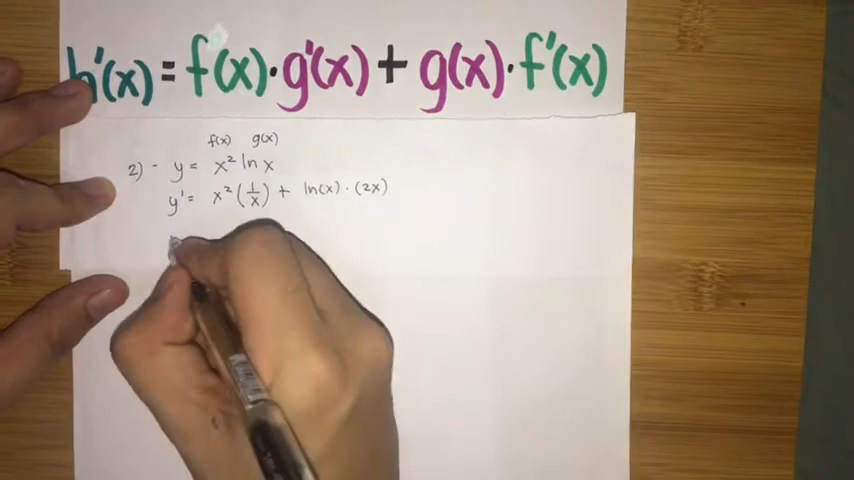 h'(x) = f(x)·g'(x) + g(x)·f'(x)
f(x) g(x)
2) - y = x² ln x
y' = x² (1/x) + ln(x) · (2x)